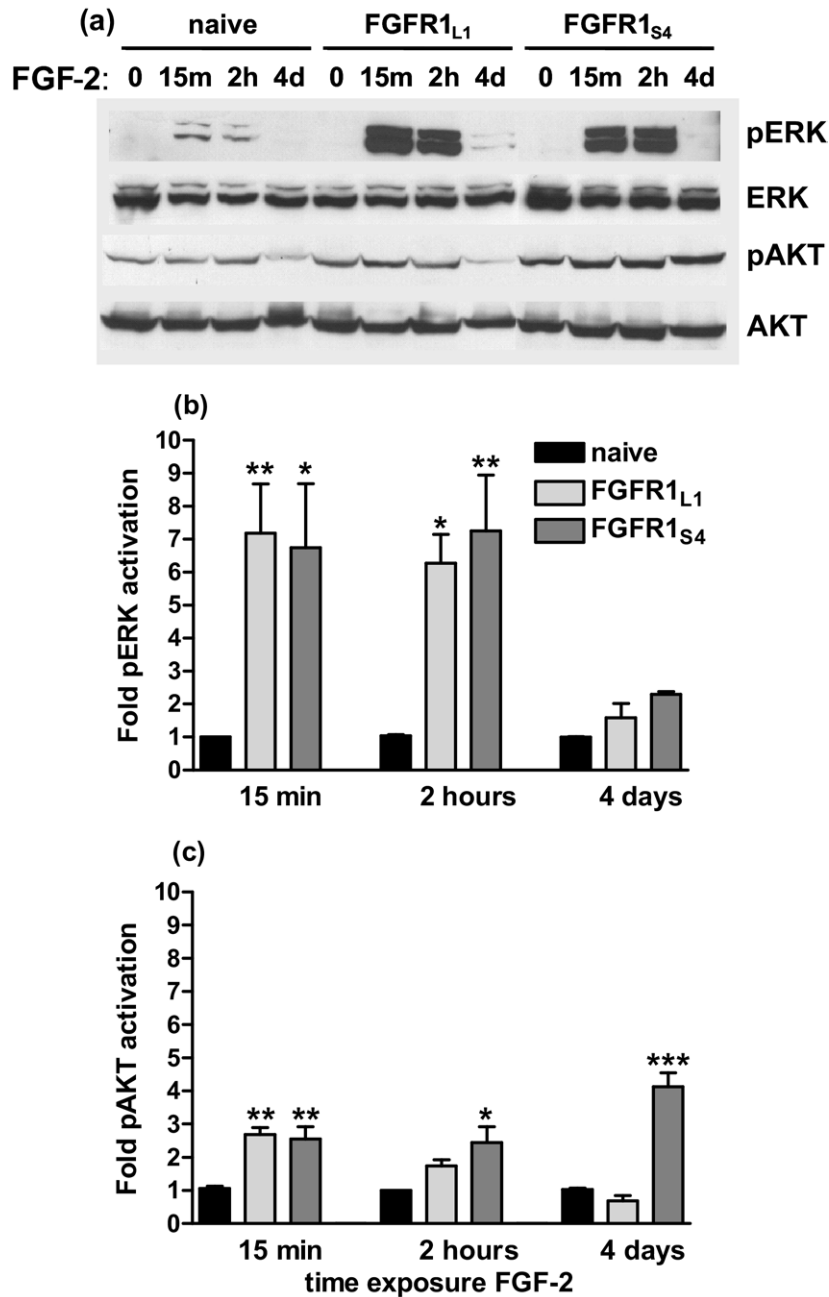 (a)
naive FGFR1L1 FGFR1S4
FGF-2: 0 15m 2h 4d 0 15m 2h 4d 0 15m 2h 4d
pERK
ERK
pAKT
AKT
(b)
Fold pERK activation
10
9
8
7
6
5
4
3
2
1
0
** * * **
naive
FGFR1L1
FGFR1S4
15 min 2 hours 4 days
(c)
Fold pAKT activation
10
9
8
7
6
5
4
3
2
1
0
** ** * ***
15 min 2 hours 4 days
time exposure FGF-2